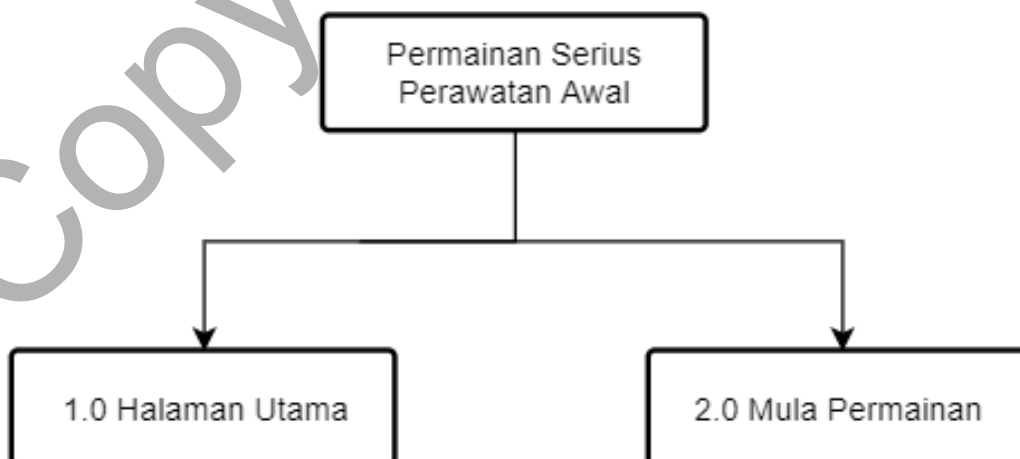 Copy
Permainan Serius
Perawatan Awal
1.0 Halaman Utama
2.0 Mula Permainan